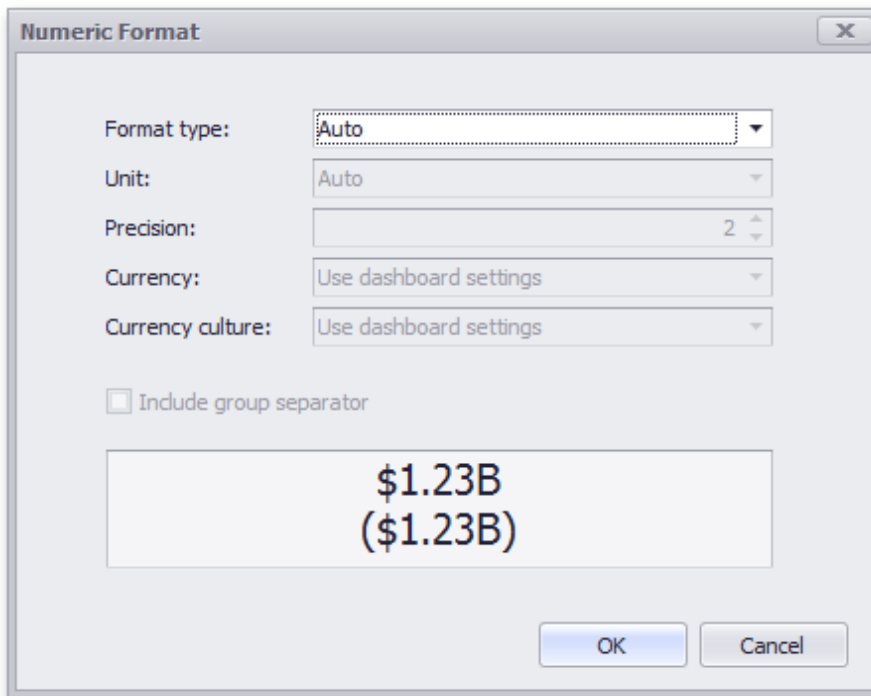 Numeric Format
Format type: Auto
Unit: Auto
Precision: 2
Currency: Use dashboard settings
Currency culture: Use dashboard settings
Include group separator
$1.23B
($1.23B)
OK Cancel